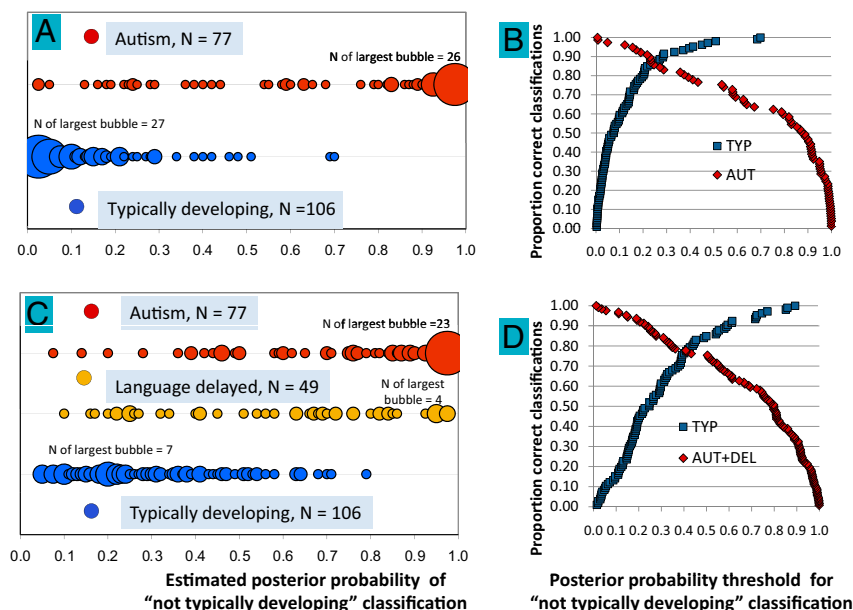 A
Autism, N = 77
N of largest bubble = 26
N of largest bubble = 27
Typically developing, N =106
0.0 0.1 0.2 0.3 0.4 0.5 0.6 0.7 0.8 0.9 1.0
B
Proportion correct classifications
1.00
0.90
0.80
0.70
0.60
0.50
0.40
0.30
0.20
0.10
0.00
TYP
AUT
0.0 0.1 0.2 0.3 0.4 0.5 0.6 0.7 0.8 0.9 1.0
C
Autism, N = 77
N of largest bubble =23
Language delayed, N = 49
N of largest
bubble = 4
N of largest bubble = 7
Typically developing, N = 106
0.0 0.1 0.2 0.3 0.4 0.5 0.6 0.7 0.8 0.9 1.0
Estimated posterior probability of
“not typically developing” classification
D
Proportion correct classifications
1.00
0.90
0.80
0.70
0.60
0.50
0.40
0.30
0.20
0.10
0.00
TYP
AUT+DEL
0.0 0.1 0.2 0.3 0.4 0.5 0.6 0.7 0.8 0.9 1.0
Posterior probability threshold for
“not typically developing” classification